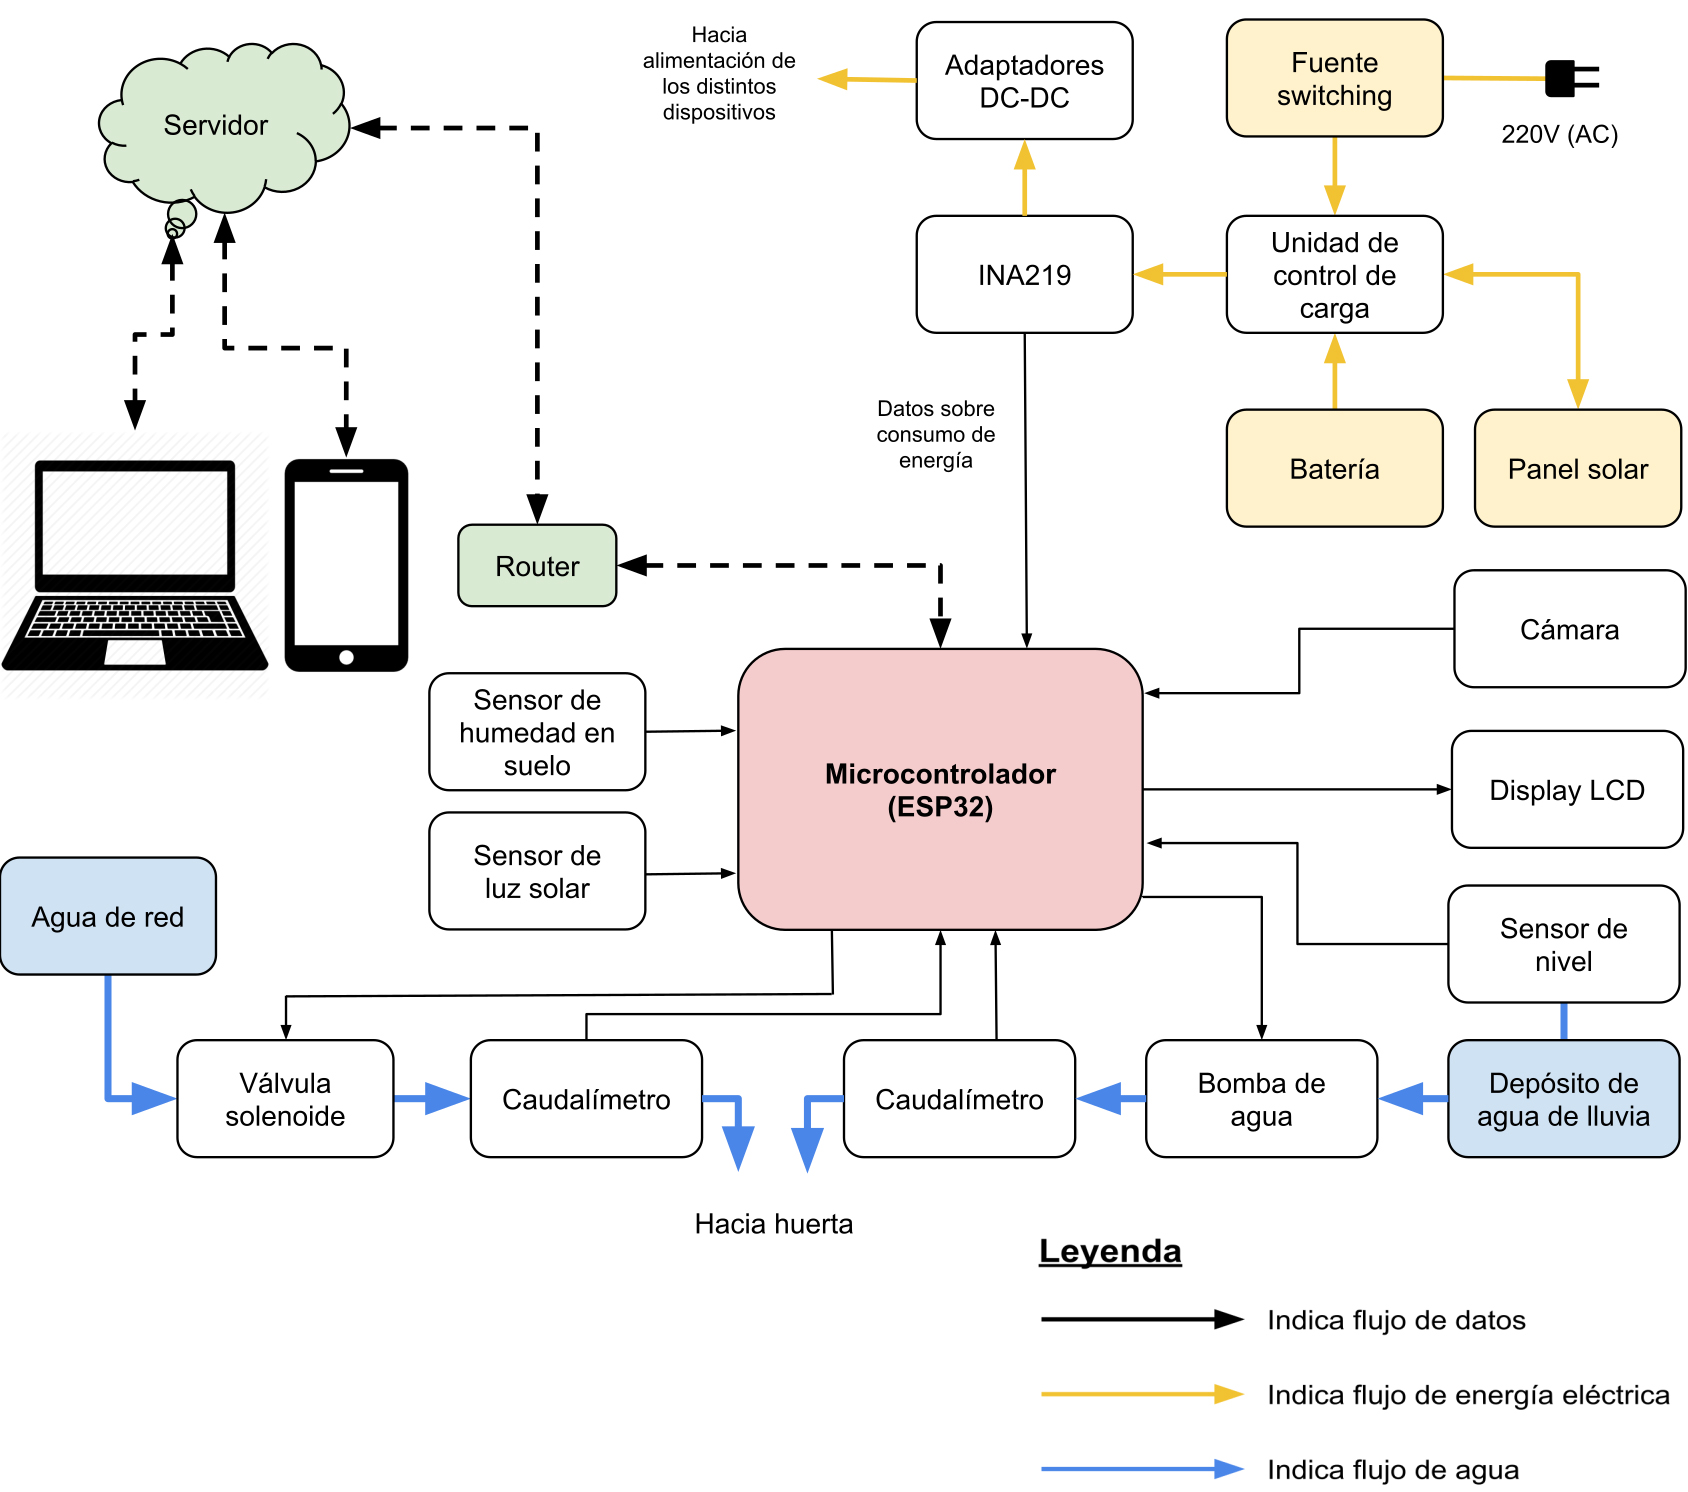 Hacia
alimentación de
los distintos
dispositivos
Adaptadores
DC-DC
Fuente
switching
220V (AC)
Servidor
INA219
Unidad de
control de
carga
Datos sobre
consumo de
energía
Batería
Panel solar
Router
Cámara
Sensor de
humedad en
suelo
Microcontrolador
(ESP32)
Display LCD
Sensor de
luz solar
Agua de red
Sensor de
nivel
Válvula
solenoide
Caudalímetro
Caudalímetro
Bomba de
agua
Depósito de
agua de lluvia
Hacia huerta
Leyenda
Indica flujo de datos
Indica flujo de energía eléctrica
Indica flujo de agua